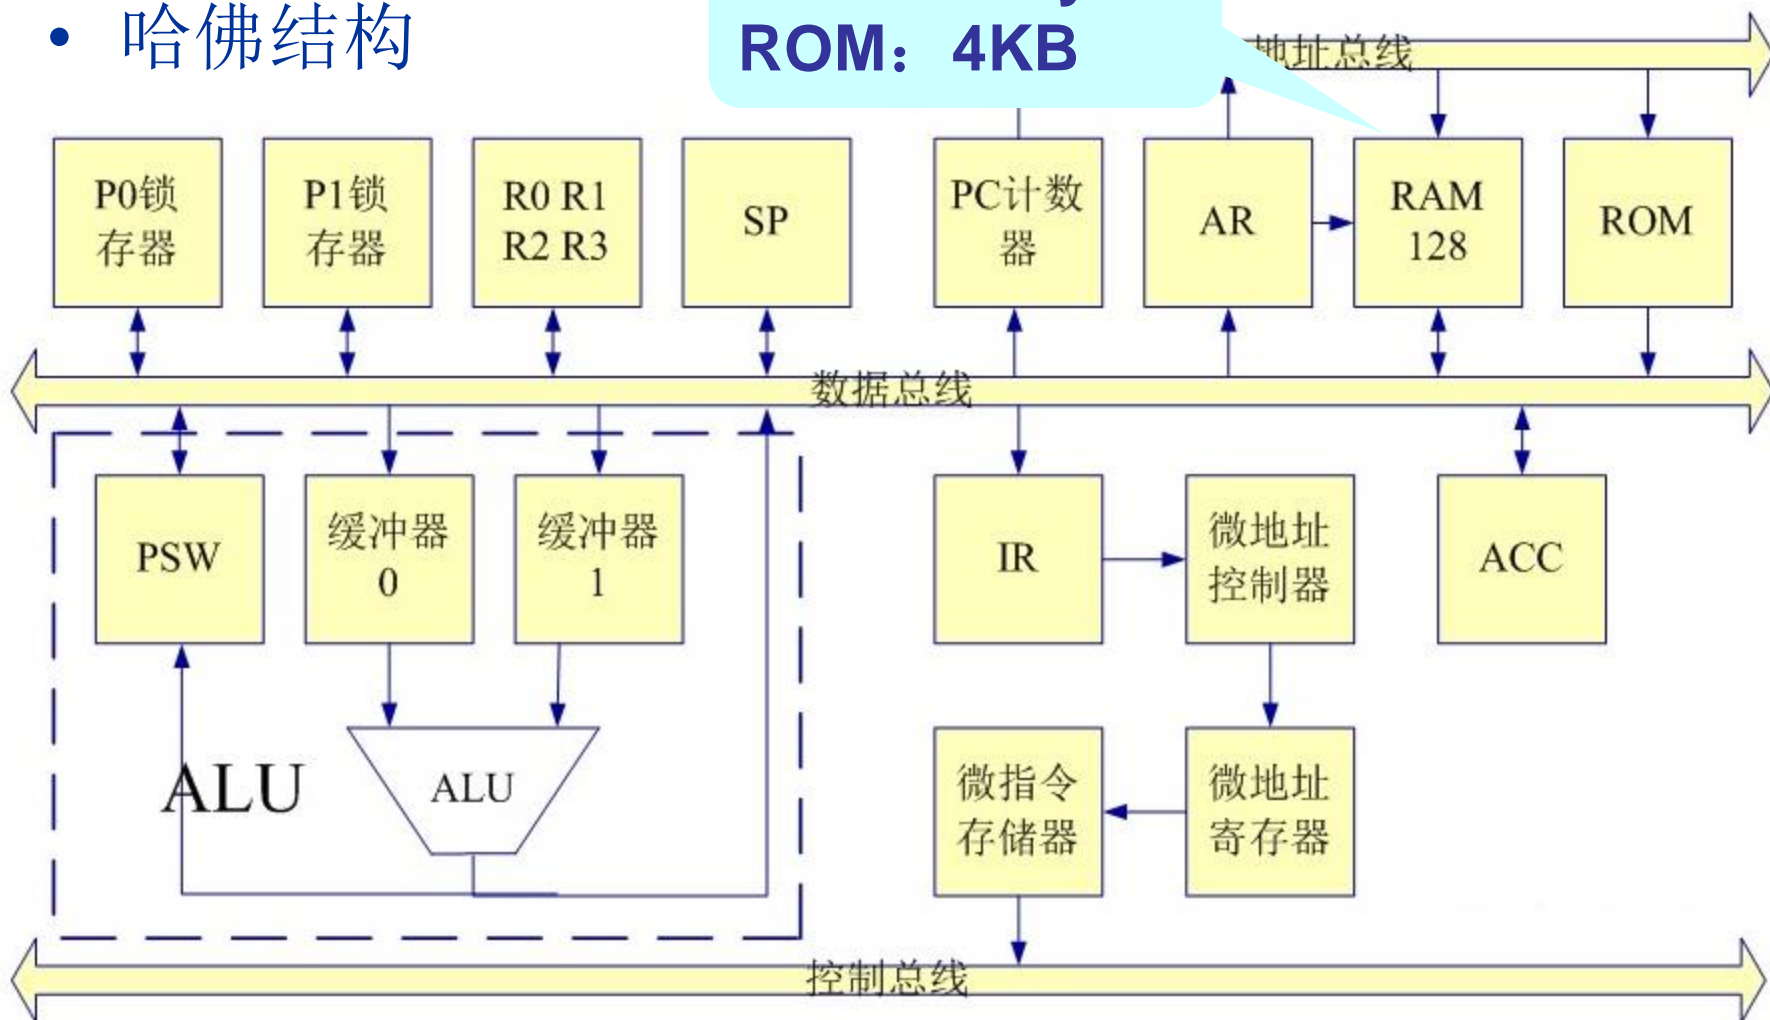 • 哈佛结构
ROM：4KB
地址总线
P0锁
存器
P1锁
存器
R0 R1
R2 R3
SP
PC计数
器
AR
RAM
128
ROM
数据总线
PSW
缓冲器
0
缓冲器
1
IR
微地址
控制器
ACC
ALU
ALU
微指令
存储器
微地址
寄存器
控制总线